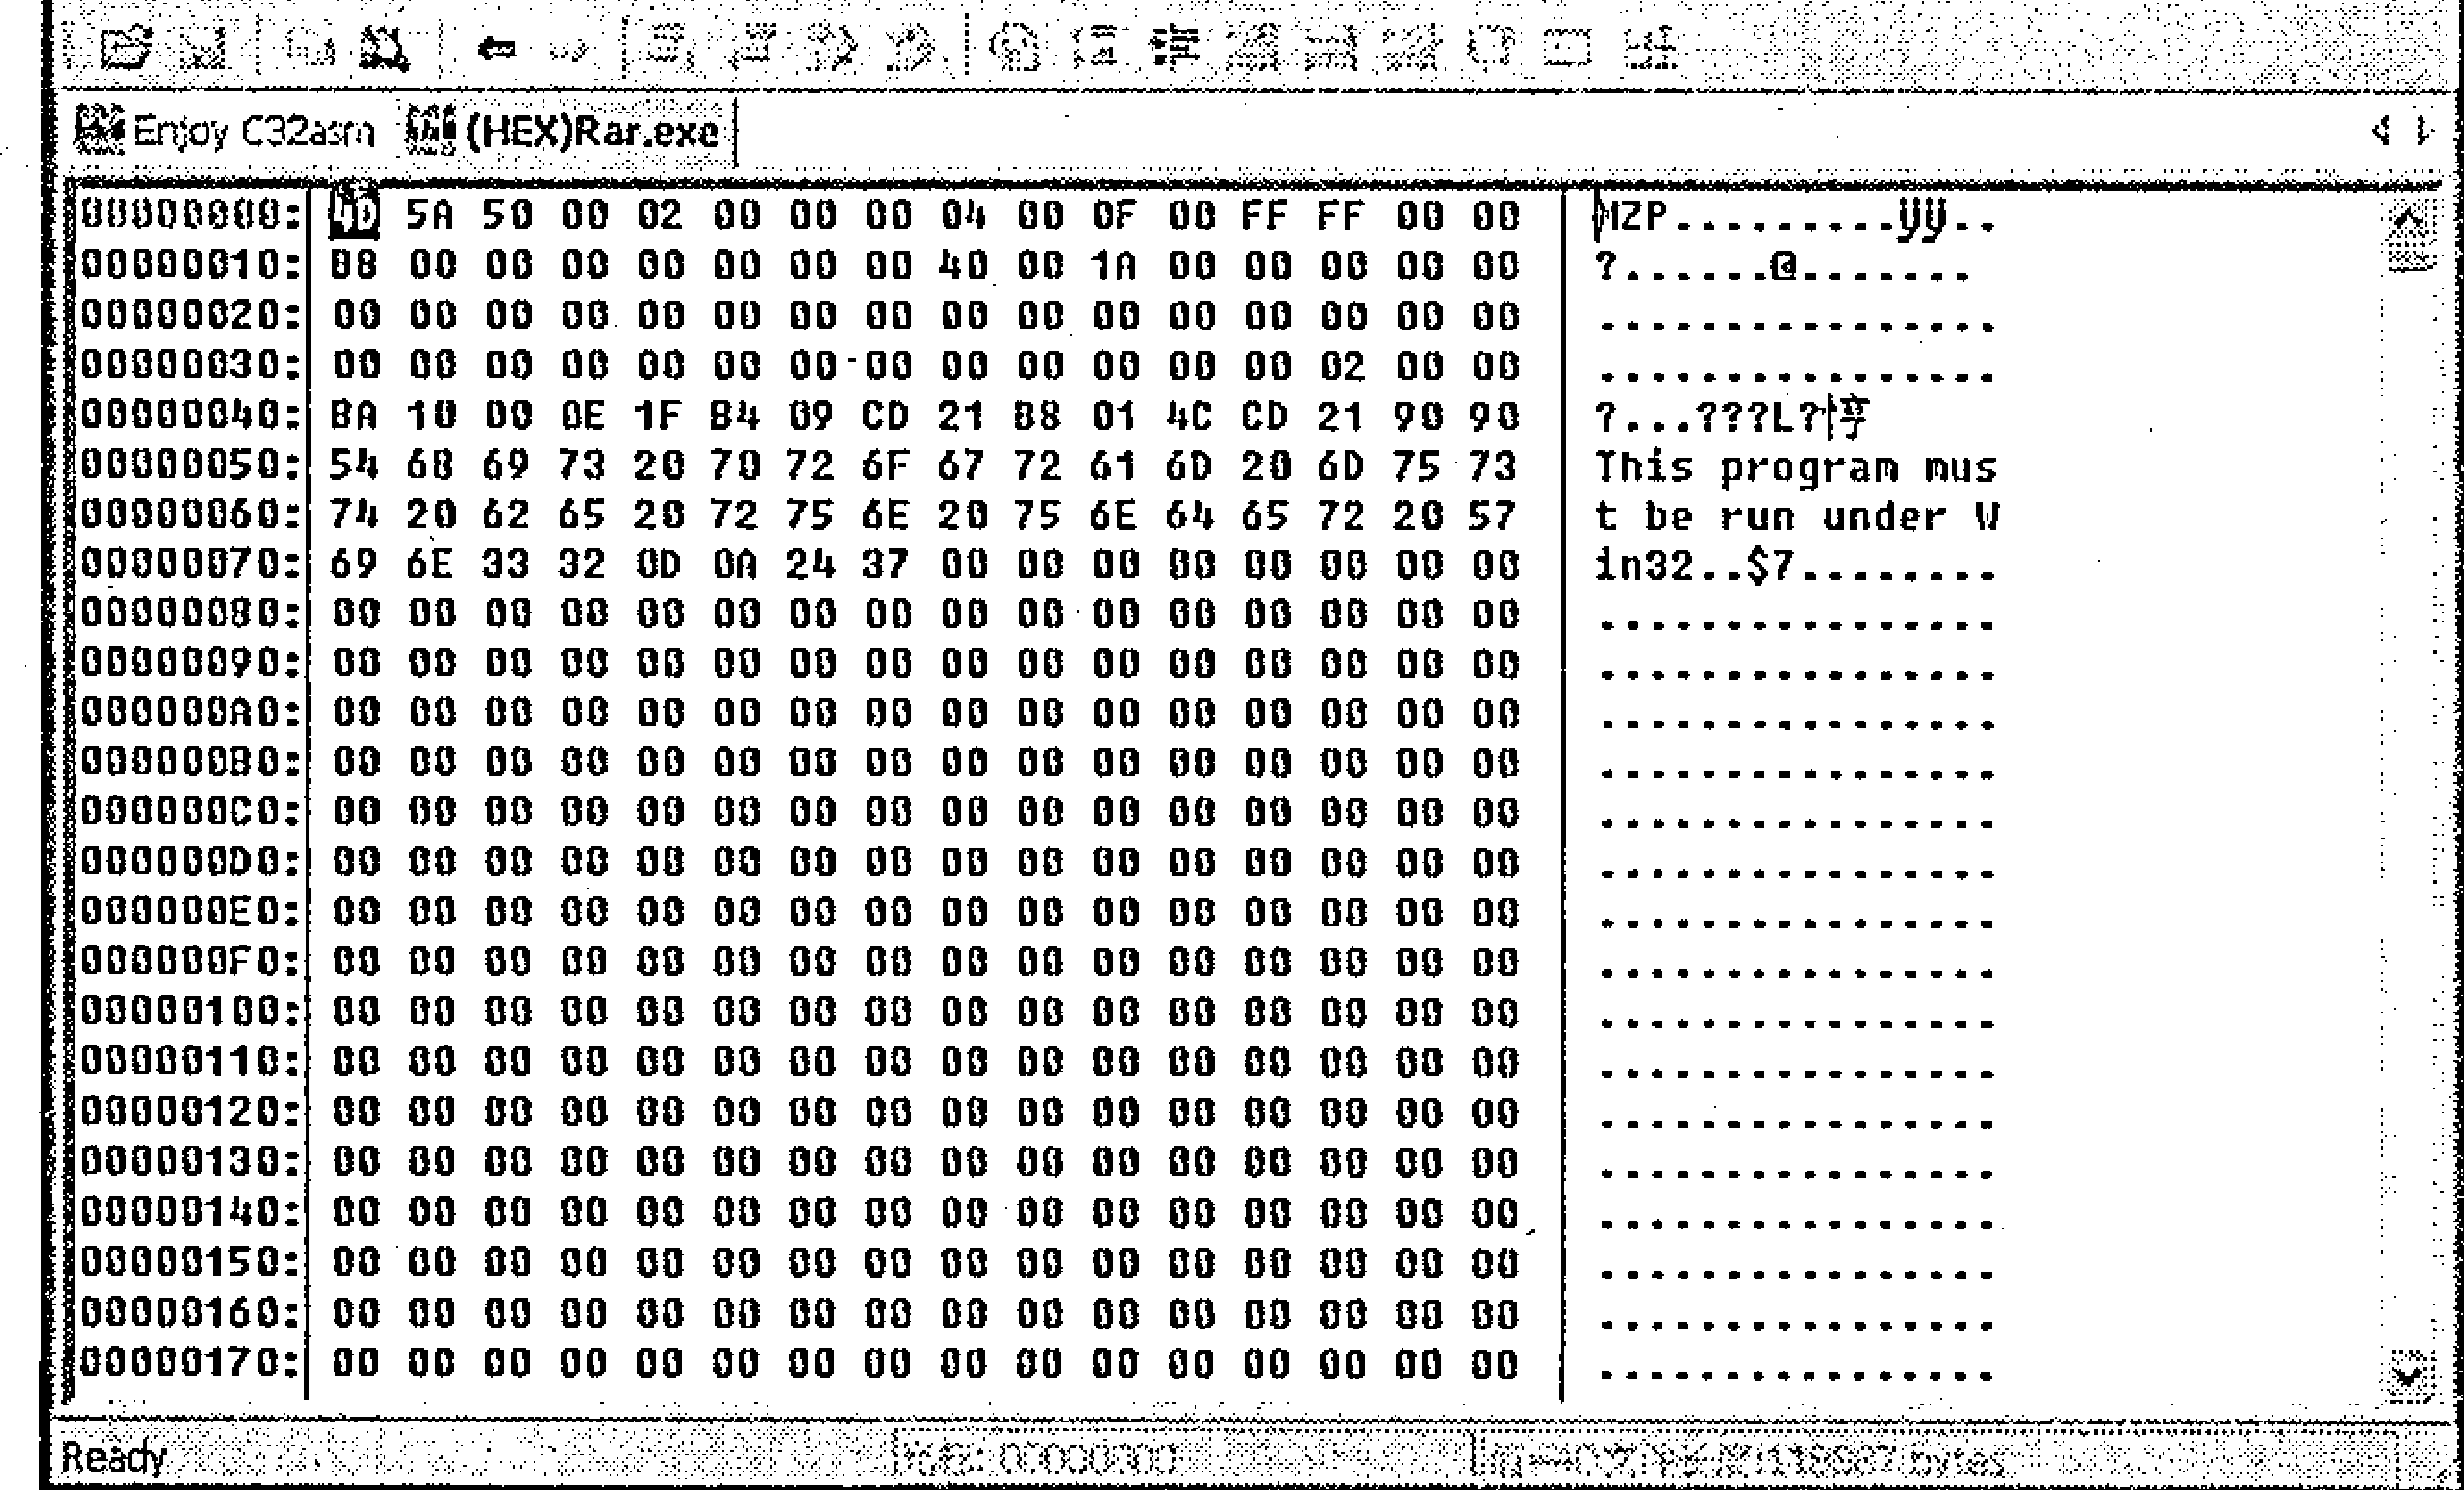 Enjoy C32asm (HEX)Rar.exe
00000000: 4D 5A 50 00 02 00 00 00 04 00 0F 00 FF FF 00 00 MZP.........ÿÿ..
00000010: B8 00 00 00 00 00 00 00 40 00 1A 00 00 00 00 00 ?......@.......
00000020: 00 00 00 00 00 00 00 00 00 00 00 00 00 00 00 00 ................
00000030: 00 00 00 00 00 00 00 00 00 00 00 00 00 02 00 00 ................
00000040: BA 10 00 0E 1F B4 09 CD 21 B8 01 4C CD 21 90 90 ?...???L?
00000050: 54 68 69 73 20 70 72 6F 67 72 61 6D 20 6D 75 73 This program mus
00000060: 74 20 62 65 20 72 75 6E 20 75 6E 64 65 72 20 57 t be run under W
00000070: 69 6E 33 32 0D 0A 24 37 00 00 00 00 00 00 00 00 in32..$7........
00000080: 00 00 00 00 00 00 00 00 00 00 00 00 00 00 00 00 ................
00000090: 00 00 00 00 00 00 00 00 00 00 00 00 00 00 00 00 ................
000000A0: 00 00 00 00 00 00 00 00 00 00 00 00 00 00 00 00 ................
000000B0: 00 00 00 00 00 00 00 00 00 00 00 00 00 00 00 00 ................
000000C0: 00 00 00 00 00 00 00 00 00 00 00 00 00 00 00 00 ................
000000D0: 00 00 00 00 00 00 00 00 00 00 00 00 00 00 00 00 ................
000000E0: 00 00 00 00 00 00 00 00 00 00 00 00 00 00 00 00 ................
000000F0: 00 00 00 00 00 00 00 00 00 00 00 00 00 00 00 00 ................
00000100: 00 00 00 00 00 00 00 00 00 00 00 00 00 00 00 00 ................
00000110: 00 00 00 00 00 00 00 00 00 00 00 00 00 00 00 00 ................
00000120: 00 00 00 00 00 00 00 00 00 00 00 00 00 00 00 00 ................
00000130: 00 00 00 00 00 00 00 00 00 00 00 00 00 00 00 00 ................
00000140: 00 00 00 00 00 00 00 00 00 00 00 00 00 00 00 00 ................
00000150: 00 00 00 00 00 00 00 00 00 00 00 00 00 00 00 00 ................
00000160: 00 00 00 00 00 00 00 00 00 00 00 00 00 00 00 00 ................
00000170: 00 00 00 00 00 00 00 00 00 00 00 00 00 00 00 00 ................
Ready